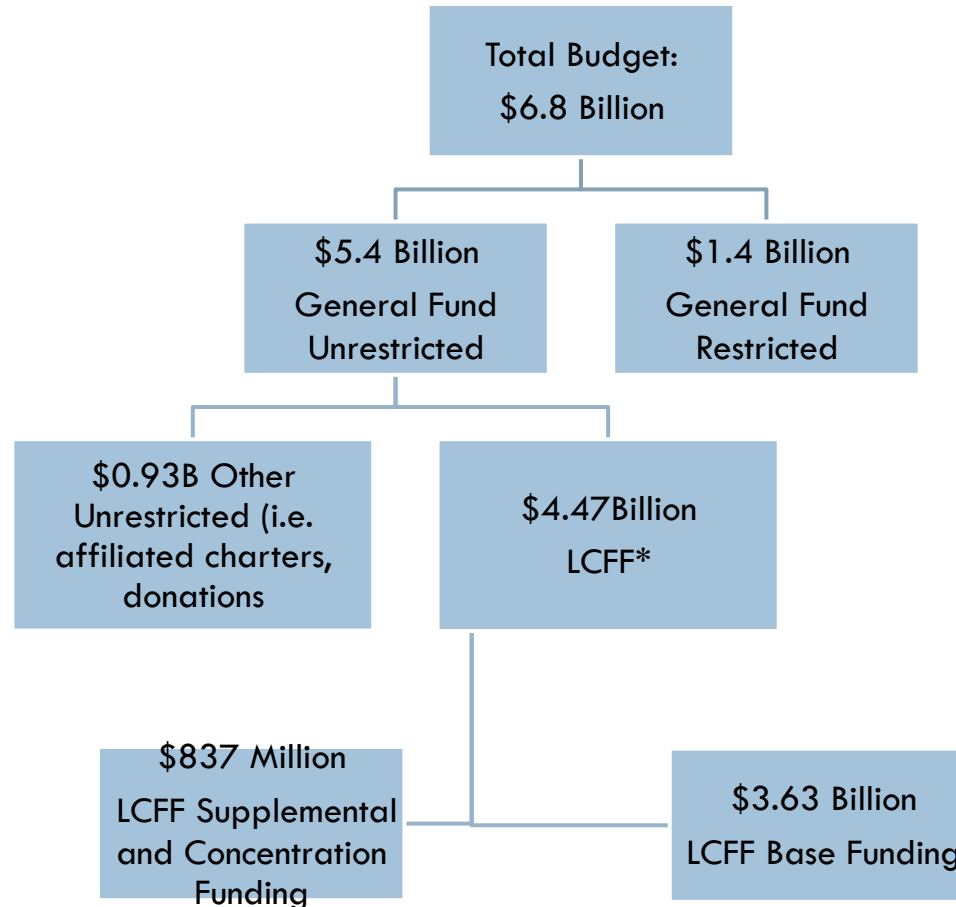 Total Budget:
$6.8 Billion
$5.4 Billion
General Fund
Unrestricted
$1.4 Billion
General Fund
Restricted
$0.93B Other
Unrestricted (i.e.
affiliated charters,
donations
$4.47Billion
LCFF*
$837 Million
LCFF Supplemental
and Concentration
Funding
$3.63 Billion
LCFF Base Funding